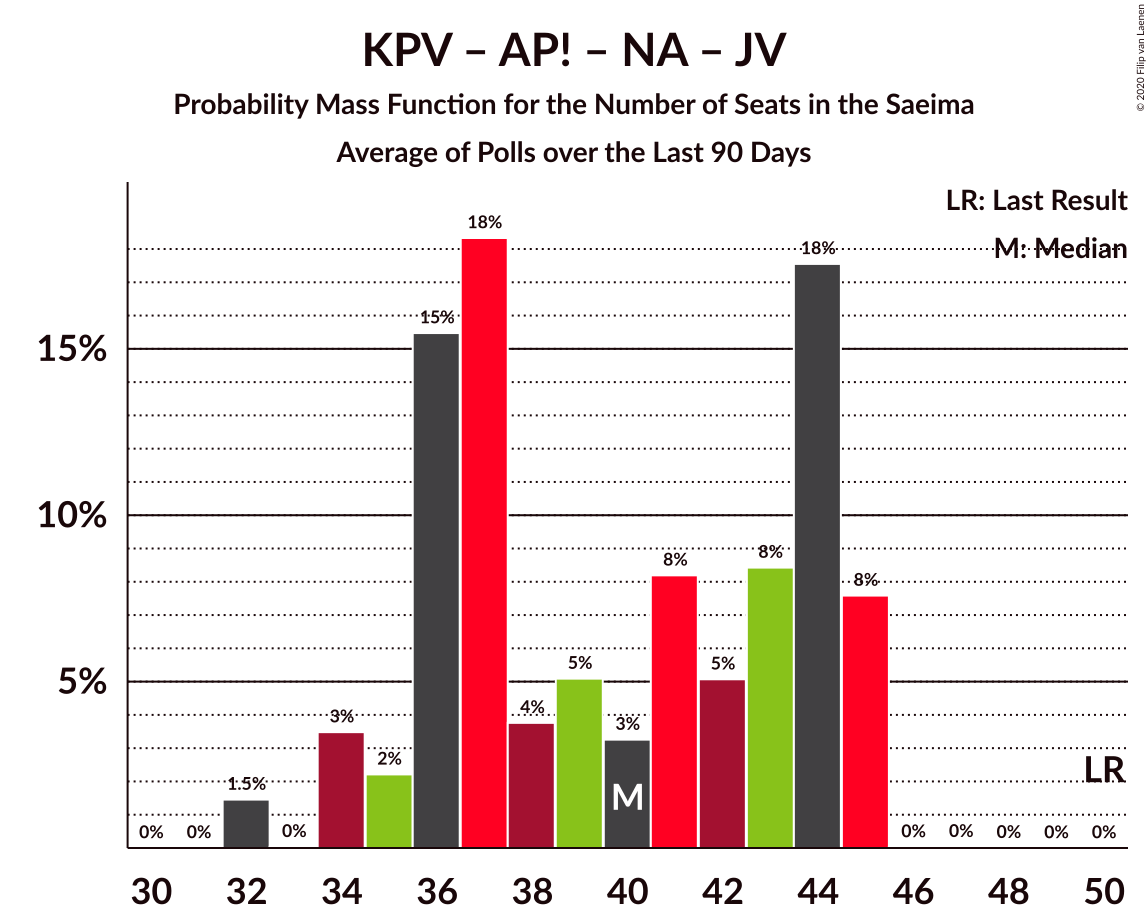 KPV – AP! – NA – JV
Probability Mass Function for the Number of Seats in the Saeima
Average of Polls over the Last 90 Days
© 2020 Filip van Laenen
LR: Last Result
M: Median
18%
18%
15%
15%
10%
8%
8%
8%
5%
5%
5%
4%
3%
3%
2%
1.5%
LR
M
0% 0% 0% 0% 0% 0% 0% 0%
30 32 34 36 38 40 42 44 46 48 50